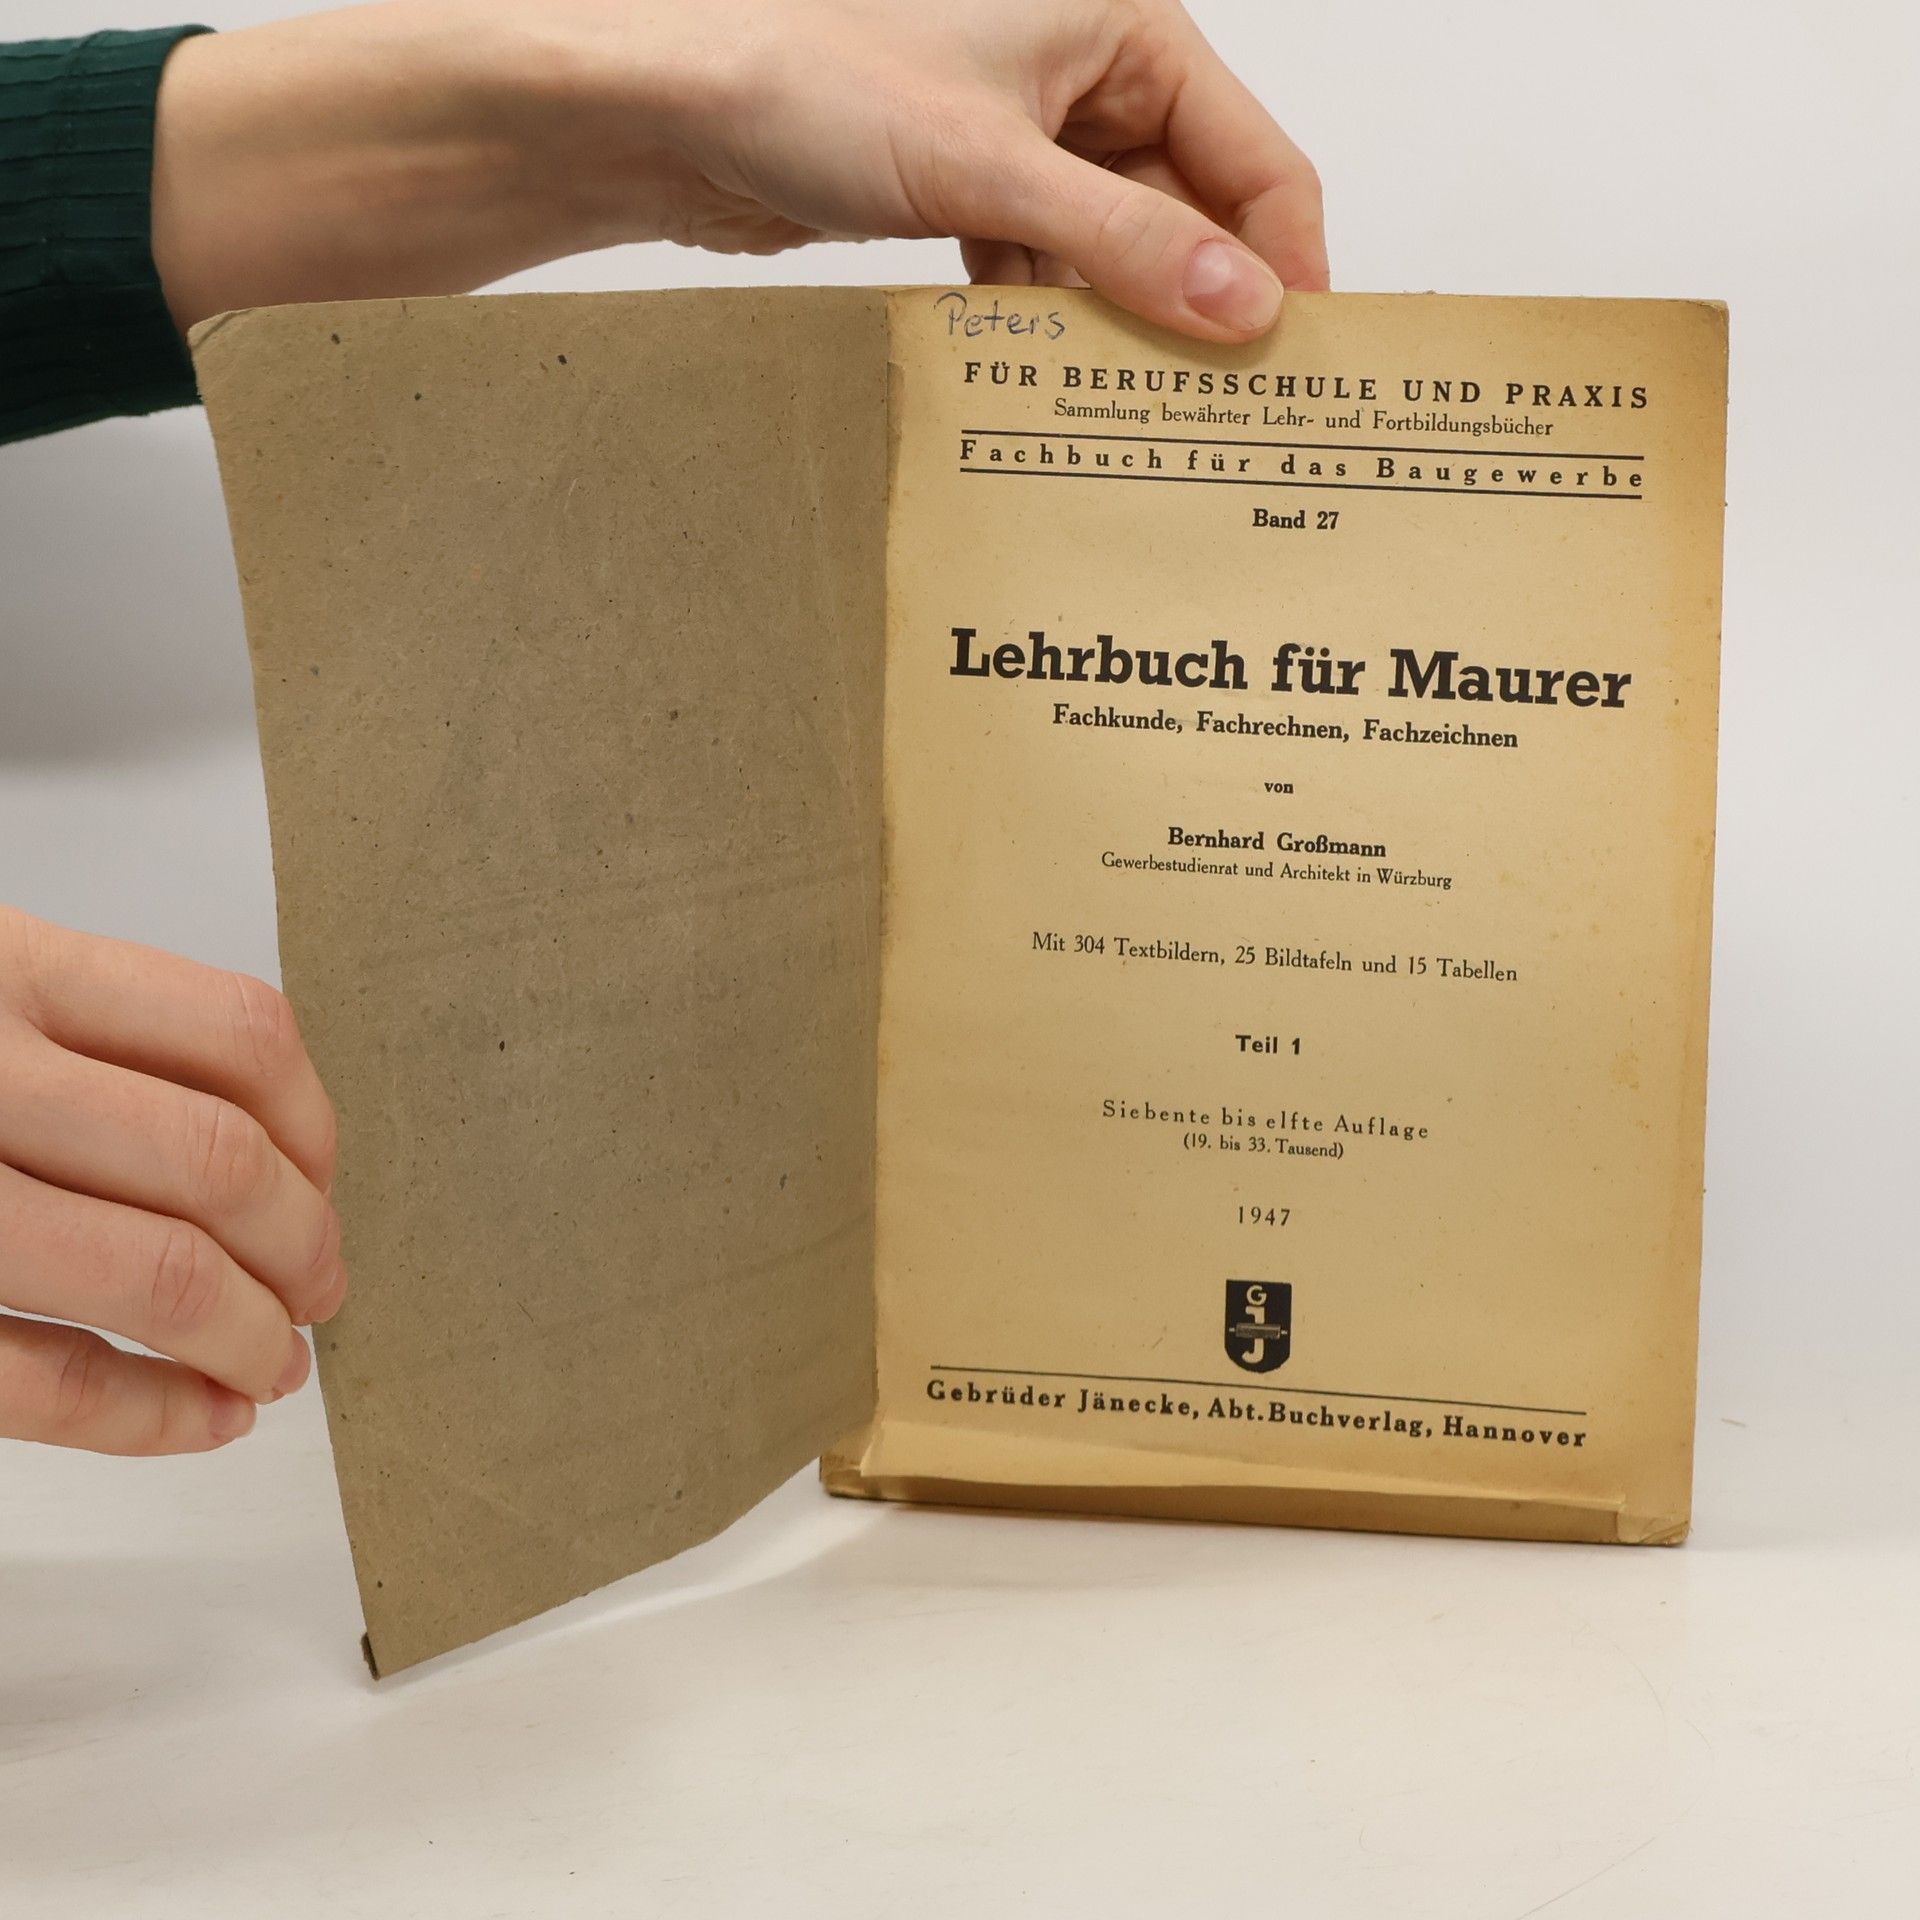 Peters
FÜR BERUFSSCHULE UND PRAXIS
Sammlung bewährter Lehr- und Fortbildungsbücher
Fachbuch für das Baugewerbe
Band 27
Lehrbuch für Maurer
Fachkunde, Fachrechnen, Fachzeichnen
von
Bernhard Großmann
Gewerbestudienrat und Architekt in Würzburg
Mit 304 Textbildern, 25 Bildtafeln und 15 Tabellen
Teil 1
Siebente bis elfte Auflage
(19. bis 33. Tausend)
1947
G
J
Gebrüder Jänecke, Abt. Buchverlag, Hannover